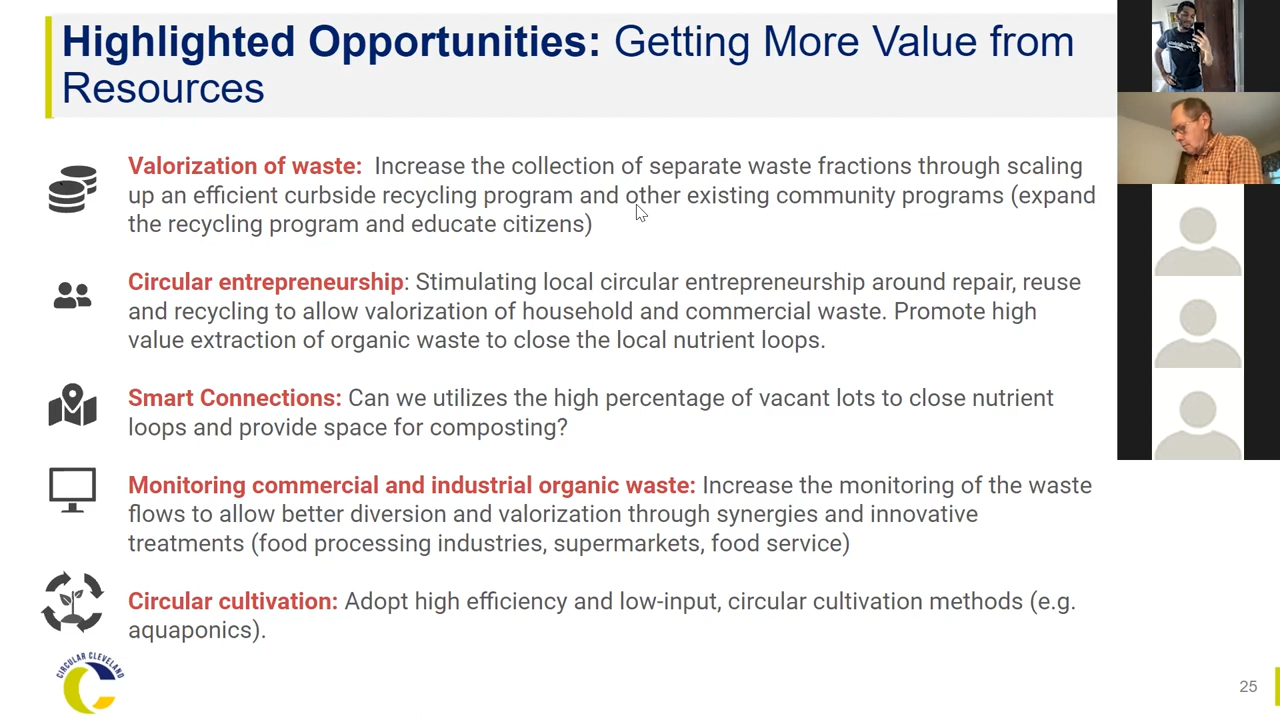 Highlighted Opportunities: Getting More Value from
Resources
Valorization of waste: Increase the collection of separate waste fractions through scaling
up an efficient curbside recycling program and other existing community programs (expand
the recycling program and educate citizens)
Circular entrepreneurship: Stimulating local circular entrepreneurship around repair, reuse
and recycling to allow valorization of household and commercial waste. Promote high
value extraction of organic waste to close the local nutrient loops.
Smart Connections: Can we utilizes the high percentage of vacant lots to close nutrient
loops and provide space for composting?
Monitoring commercial and industrial organic waste: Increase the monitoring of the waste
flows to allow better diversion and valorization through synergies and innovative
treatments (food processing industries, supermarkets, food service)
Circular cultivation: Adopt high efficiency and low-input, circular cultivation methods (e.g.
aquaponics).
CIRCULAR CLEVELAND
25